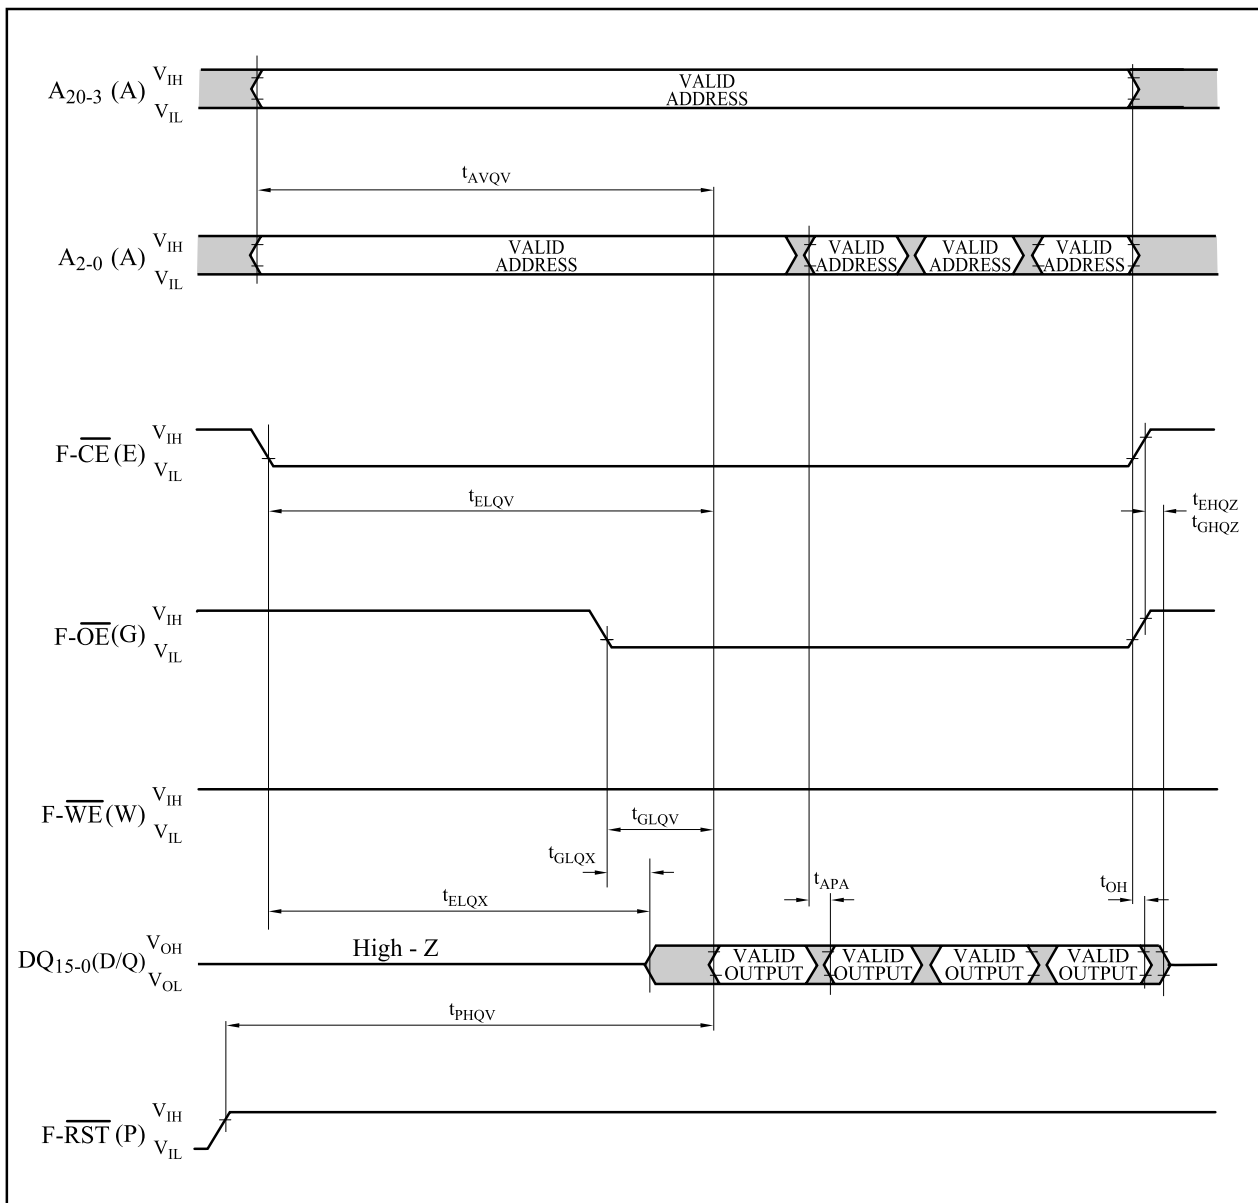 A20-3 (A) VIH VIL VALID ADDRESS
tAVQV
A2-0 (A) VIH VIL VALID ADDRESS VALID ADDRESS VALID ADDRESS VALID ADDRESS
F-CE (E) VIH VIL
tELQV
tEHQZ
tGHQZ
F-OE (G) VIH VIL
F-WE (W) VIH VIL
tGLQV
tGLQX
tELQX
tAPA
tOH
DQ15-0 (D/Q) VOH VOL High - Z VALID OUTPUT VALID OUTPUT VALID OUTPUT VALID OUTPUT
tPHQV
F-RST (P) VIH VIL